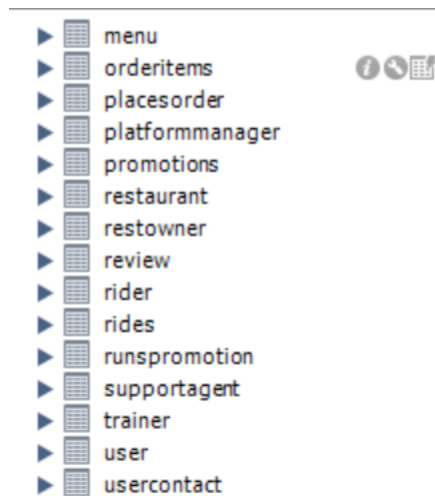 menu
orderitems
placesorder
platformmanager
promotions
restaurant
restowner
review
rider
rides
runspromotion
supportagent
trainer
user
usercontact